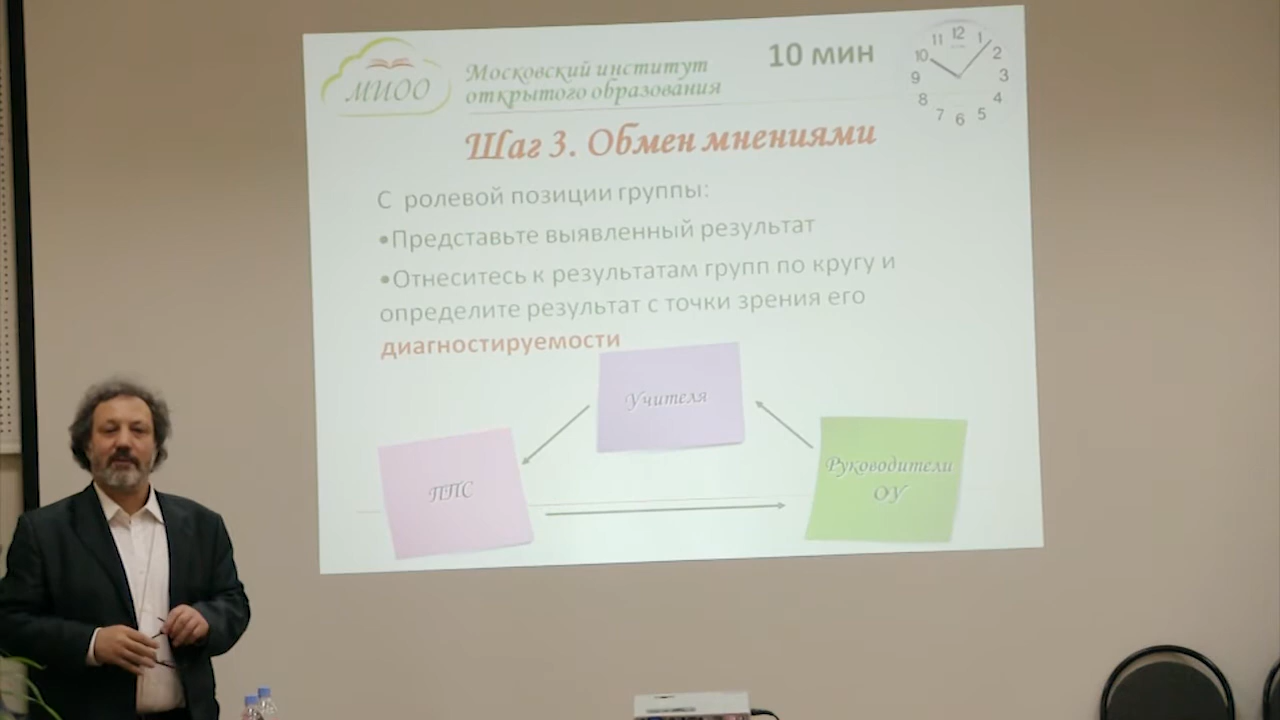 МИОО
Московский институт
открытого образования
10 мин
11 12 1
10 2
9 3
8 4
7 6 5
Шаг 3. Обмен мнениями
С ролевой позиции группы:
•Представьте выявленный результат
•Отнеситесь к результатам групп по кругу и
определите результат с точки зрения его
диагностируемости
Учителя
ППС
Руководители
ОУ